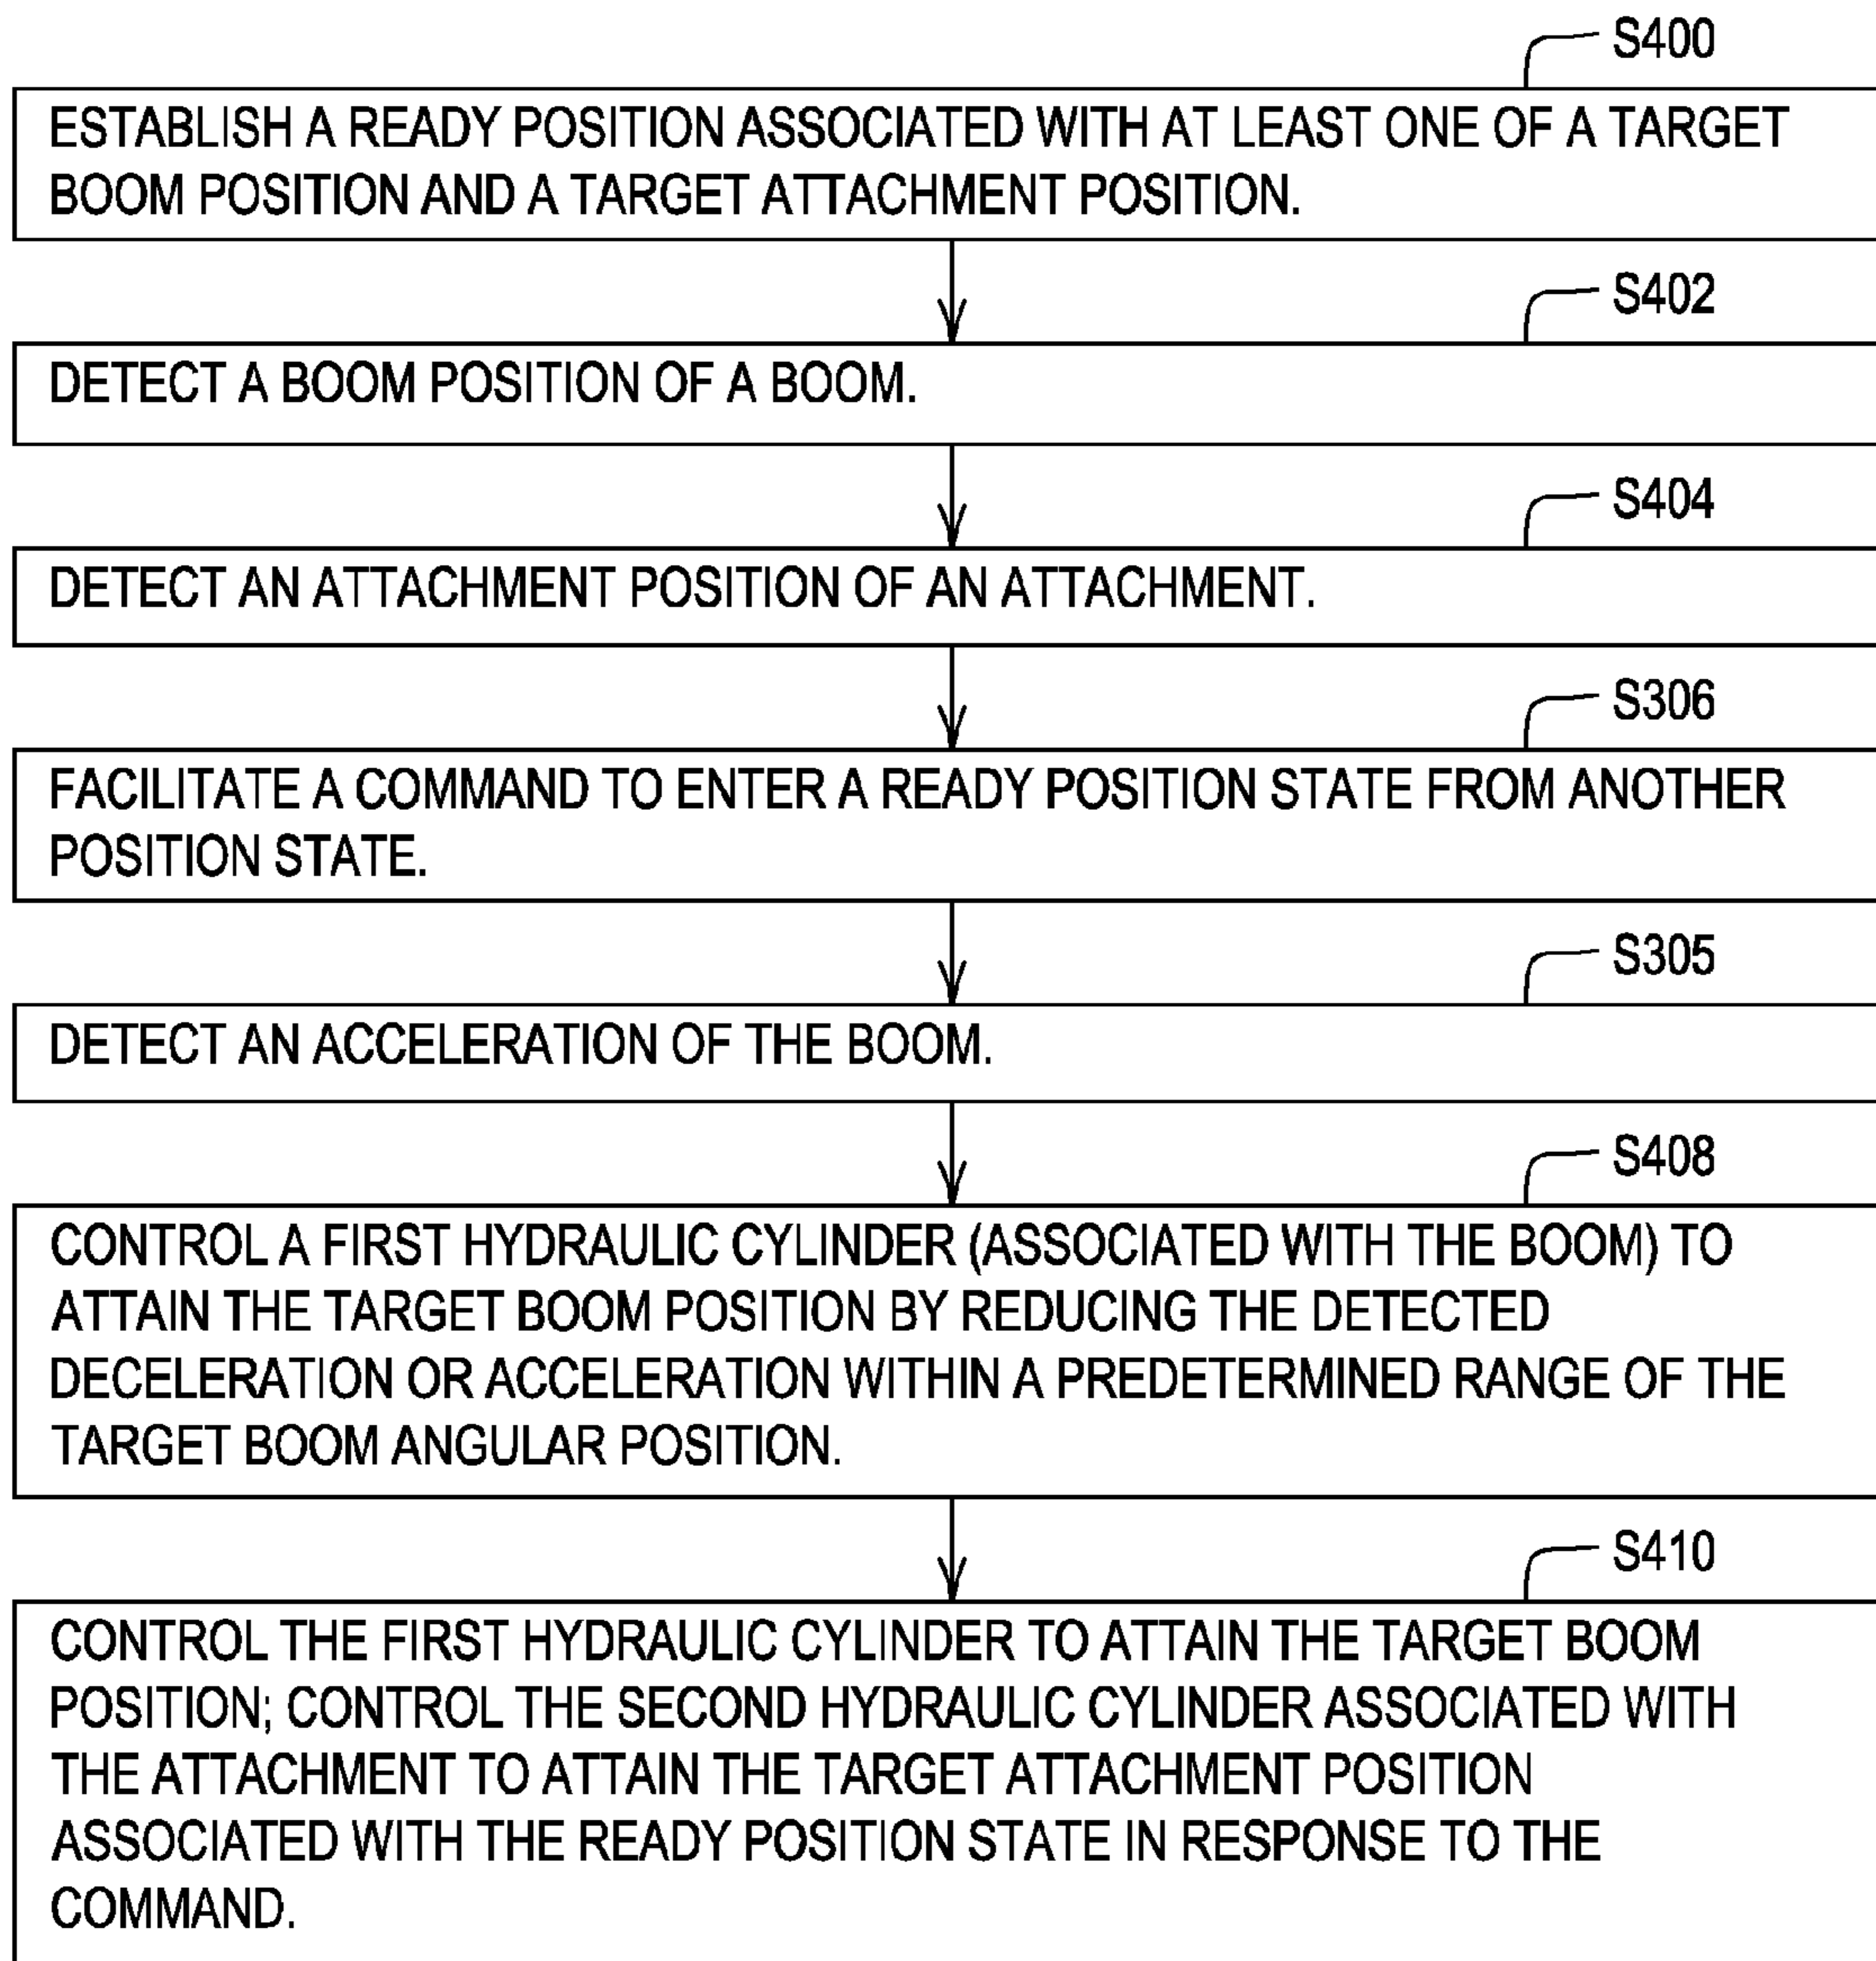 S400
ESTABLISH A READY POSITION ASSOCIATED WITH AT LEAST ONE OF A TARGET
BOOM POSITION AND A TARGET ATTACHMENT POSITION.
S402
DETECT A BOOM POSITION OF A BOOM.
S404
DETECT AN ATTACHMENT POSITION OF AN ATTACHMENT.
S306
FACILITATE A COMMAND TO ENTER A READY POSITION STATE FROM ANOTHER
POSITION STATE.
S305
DETECT AN ACCELERATION OF THE BOOM.
S408
CONTROL A FIRST HYDRAULIC CYLINDER (ASSOCIATED WITH THE BOOM) TO
ATTAIN THE TARGET BOOM POSITION BY REDUCING THE DETECTED
DECELERATION OR ACCELERATION WITHIN A PREDETERMINED RANGE OF THE
TARGET BOOM ANGULAR POSITION.
S410
CONTROL THE FIRST HYDRAULIC CYLINDER TO ATTAIN THE TARGET BOOM
POSITION; CONTROL THE SECOND HYDRAULIC CYLINDER ASSOCIATED WITH
THE ATTACHMENT TO ATTAIN THE TARGET ATTACHMENT POSITION
ASSOCIATED WITH THE READY POSITION STATE IN RESPONSE TO THE
COMMAND.